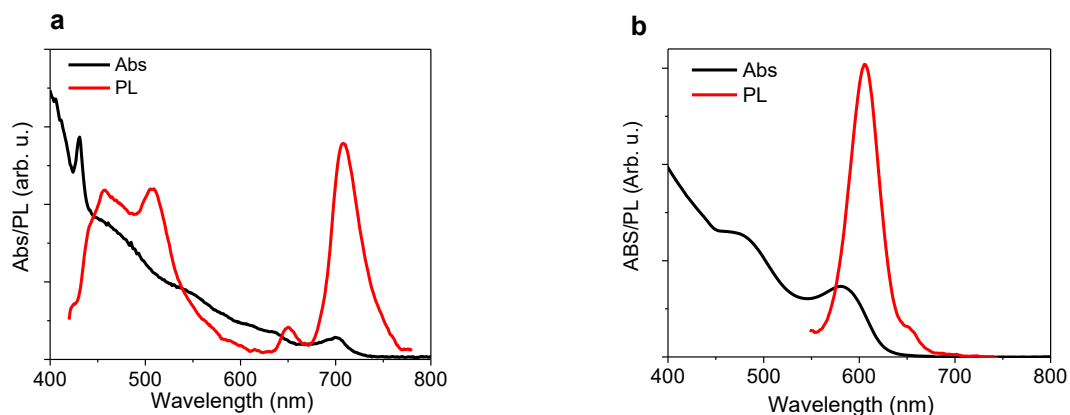 a
Abs
PL
Abs/PL (arb. u.)
400 500 600 700 800
Wavelength (nm)
b
Abs
PL
ABS/PL (Arb. u.)
400 500 600 700 800
Wavelength (nm)